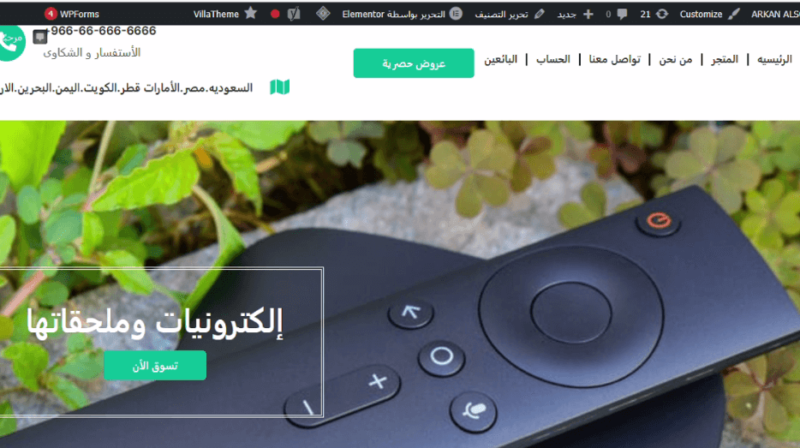 ARKAN ALS
Customize
21
0
جديد
تحرير التصنيف
التحرير بواسطة Elementor
VillaTheme
WPForms
4
الرئيسيه | المتجر | من نحن | تواصل معنا | الحساب | البائعين
عروض حصرية
+966-66-666-6666
الأستفسار و الشكاوى
مرحبا
السعوديه.مصر.الأمارات قطر.الكويت.اليمن.البحرين.الار
إلكترونيات وملحقاتها
تسوق الأن